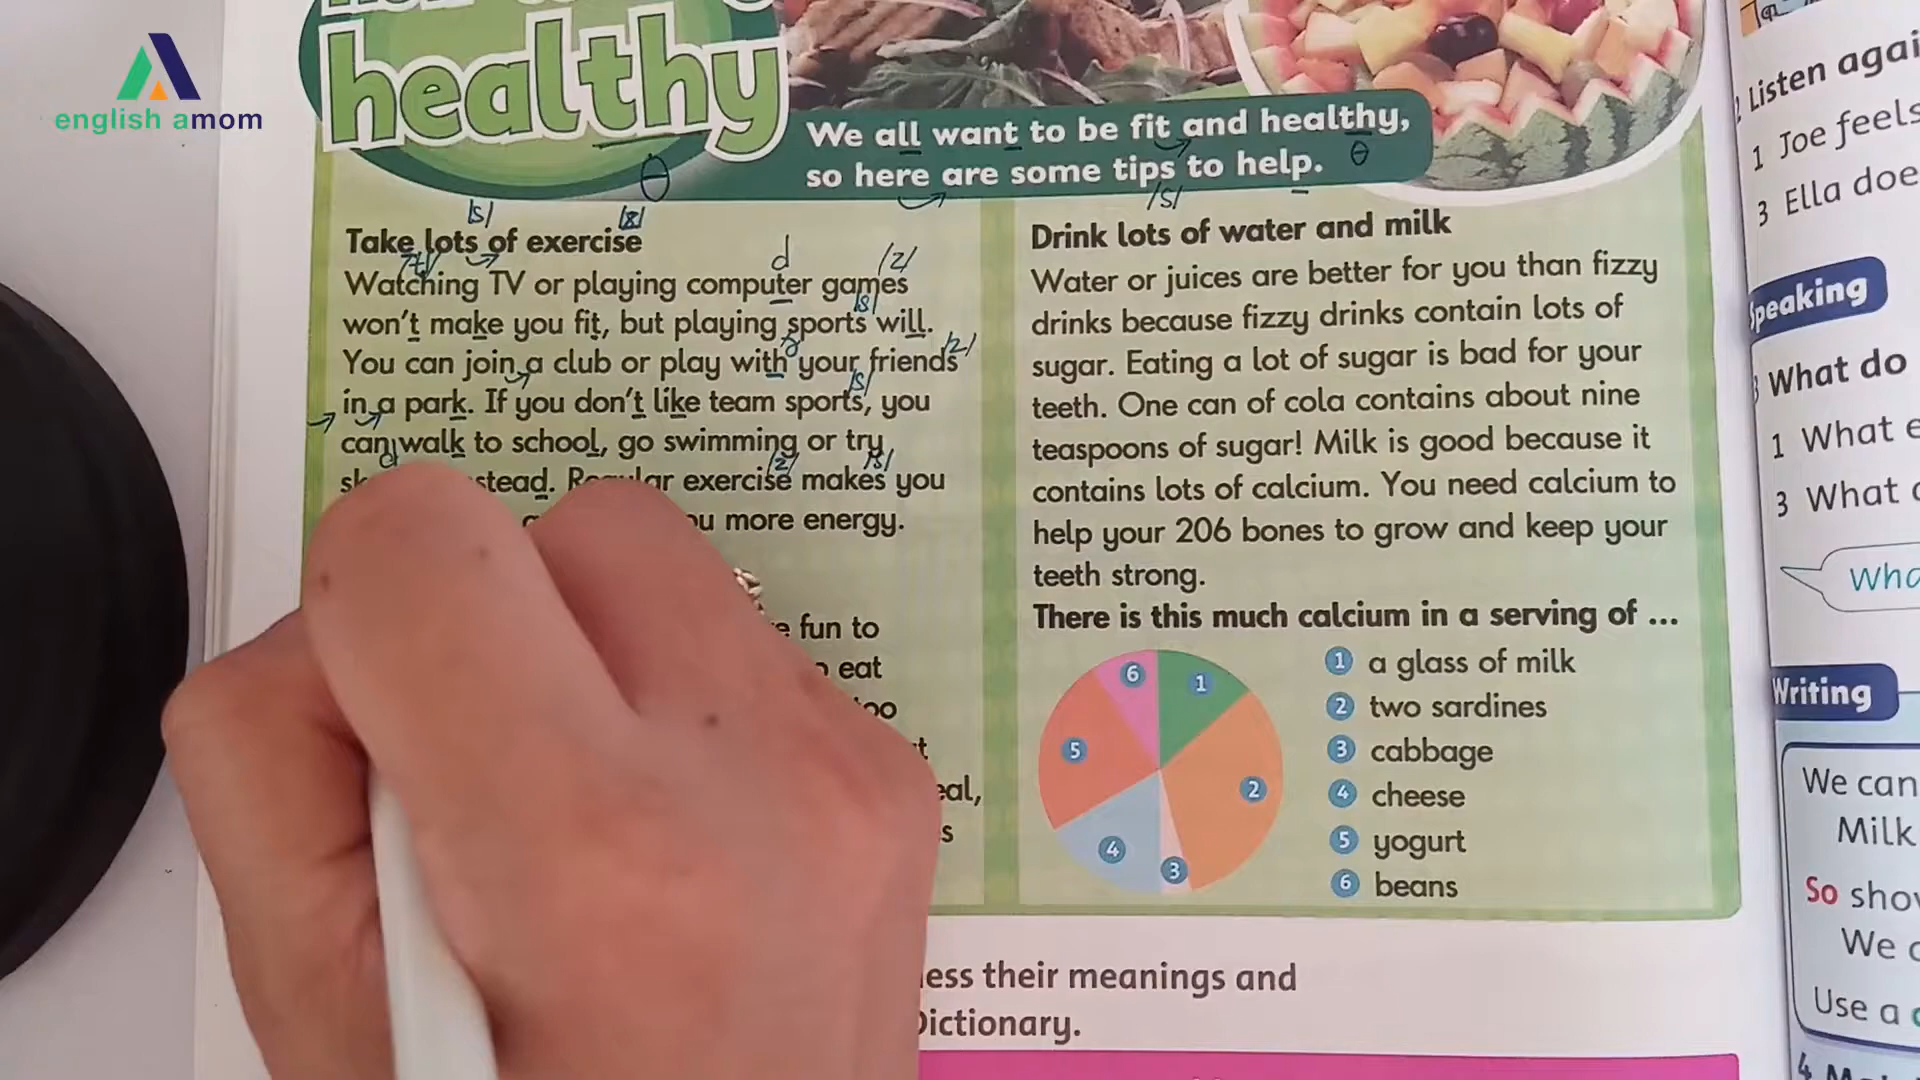 english amom
healthy
We all want to be fit and healthy,
so here are some tips to help.
θ
θ
/s/
/s/
/z/
Take lots of exercise
d
/z/
Watching TV or playing computer games
/s/
won't make you fit, but playing sports will.
/z/
You can join a club or play with your friends
/s/
in a park. If you don't like team sports, you
can walk to school, go swimming or try
/z/
/s/
stead. Regular exercise makes you
more energy.
fun to
eat
Drink lots of water and milk
Water or juices are better for you than fizzy
drinks because fizzy drinks contain lots of
sugar. Eating a lot of sugar is bad for your
teeth. One can of cola contains about nine
teaspoons of sugar! Milk is good because it
contains lots of calcium. You need calcium to
help your 206 bones to grow and keep your
teeth strong.
There is this much calcium in a serving of ...
6
1
5
2
4
3
1 a glass of milk
2 two sardines
3 cabbage
4 cheese
5 yogurt
6 beans
ess their meanings and
Dictionary.
Listen agai
1 Joe feels
3 Ella doe
Speaking
What do
1 What
3 What
Writing
We can
Milk
So
We
Use a
4